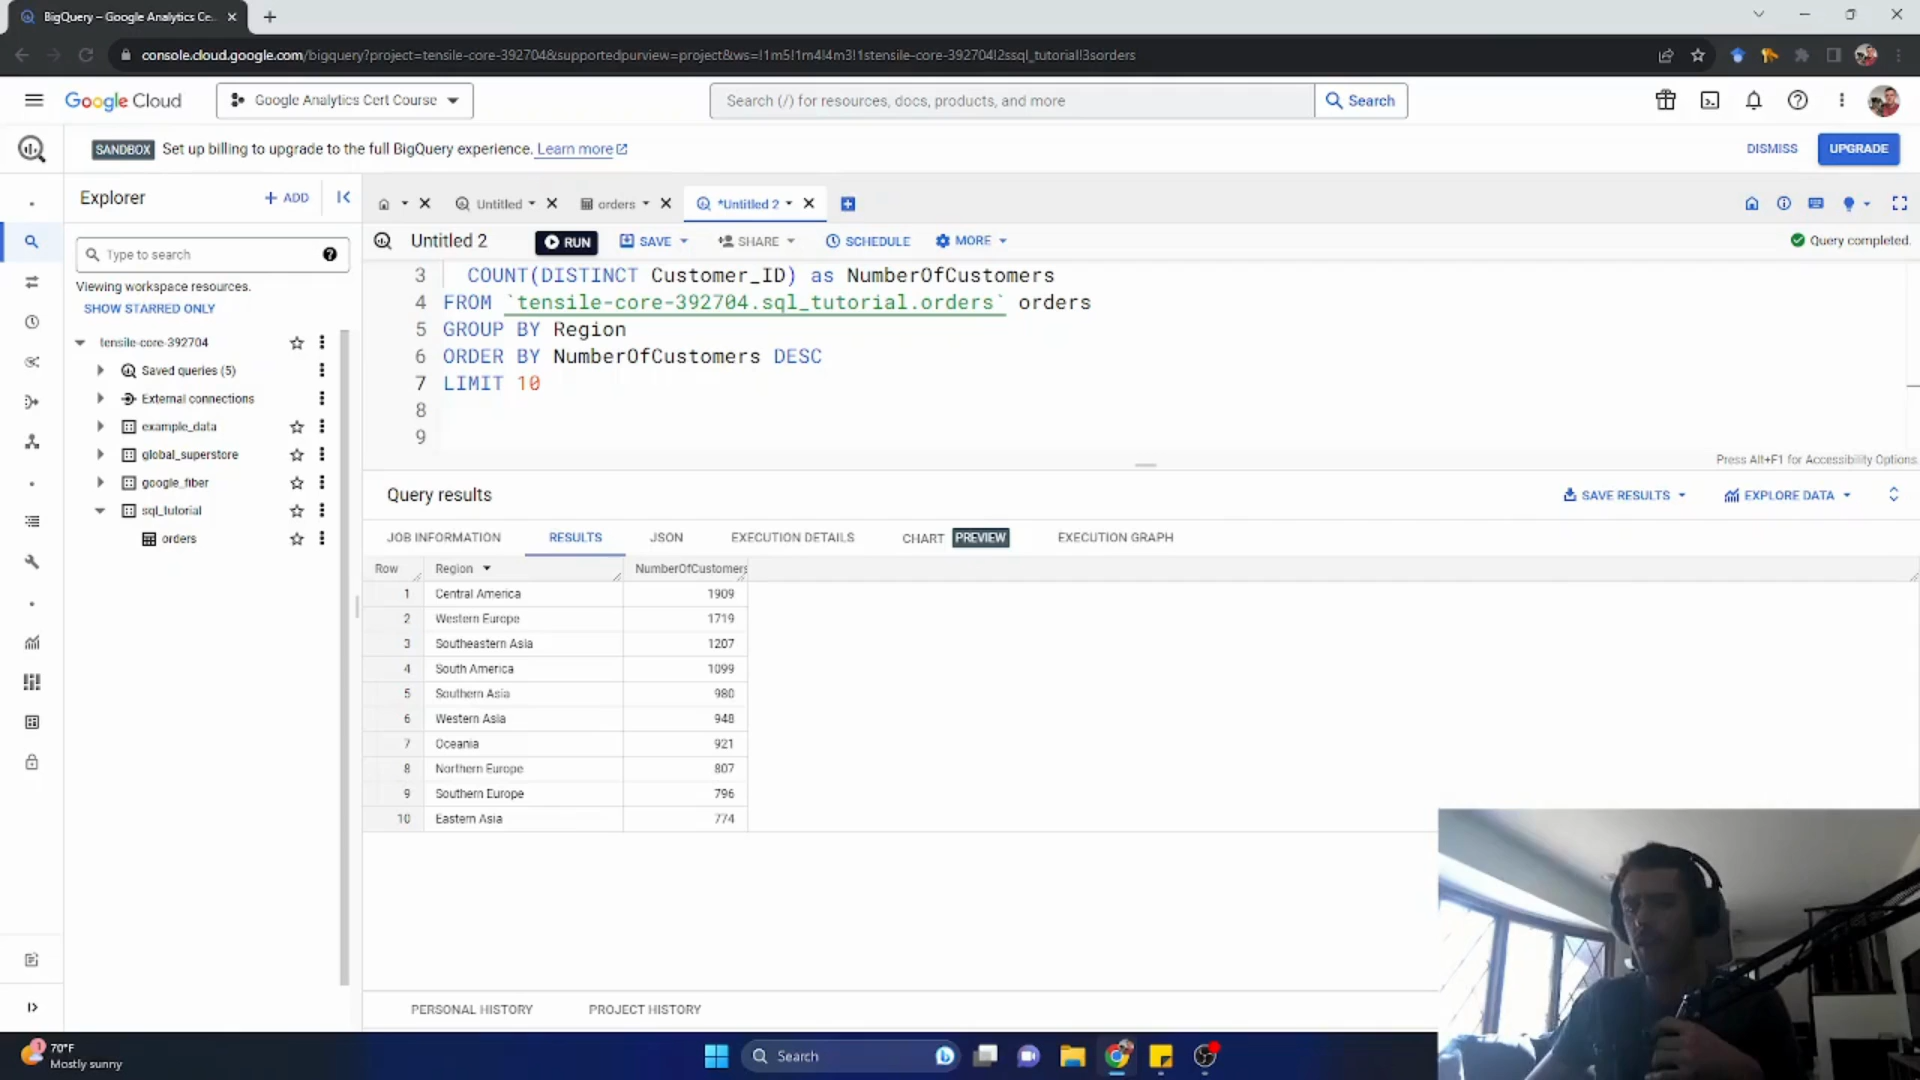 BigQuery – Google Analytics Ce...
console.cloud.google.com/bigquery?project=tensile-core-392704&supportedpurview=project&ws=!1m5!1m4!4m3!1stensile-core-392704!2ssql_tutorial!3sorders
Google Cloud
Google Analytics Cert Course
Search (/) for resources, docs, products, and more
Search
SANDBOX Set up billing to upgrade to the full BigQuery experience. Learn more
DISMISS
UPGRADE
Explorer
+ ADD
Untitled
orders
*Untitled 2
Untitled 2
RUN
SAVE
SHARE
SCHEDULE
MORE
Query completed.
Type to search
Viewing workspace resources.
SHOW STARRED ONLY
tensile-core-392704
Saved queries (5)
External connections
example_data
global_superstore
google_fiber
sql_tutorial
orders
3 COUNT(DISTINCT Customer_ID) as NumberOfCustomers
4 FROM `tensile-core-392704.sql_tutorial.orders` orders
5 GROUP BY Region
6 ORDER BY NumberOfCustomers DESC
7 LIMIT 10
8
9
Press Alt+F1 for Accessibility Options.
Query results
SAVE RESULTS
EXPLORE DATA
JOB INFORMATION
RESULTS
JSON
EXECUTION DETAILS
CHART PREVIEW
EXECUTION GRAPH
Row Region NumberOfCustomers
1 Central America 1909
2 Western Europe 1719
3 Southeastern Asia 1207
4 South America 1099
5 Southern Asia 980
6 Western Asia 948
7 Oceania 921
8 Northern Europe 807
9 Southern Europe 796
10 Eastern Asia 774
PERSONAL HISTORY
PROJECT HISTORY
1
70°F
Mostly sunny
Search